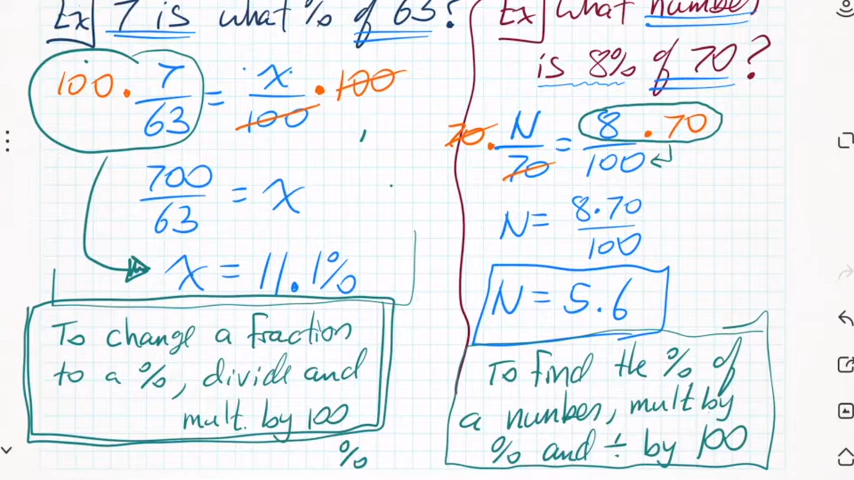 Ex] 7 is what % of 63?
100 · 7/63 = x/100 · 100
700/63 = x
x = 11.1%
To change a fraction
to a %, divide and
mult. by 100
%
Ex] What number
is 8% of 70?
70 · N/70 = 8/100 · 70
N = 8·70/100
N = 5.6
To find the % of
a number, mult by
% and ÷ by 100